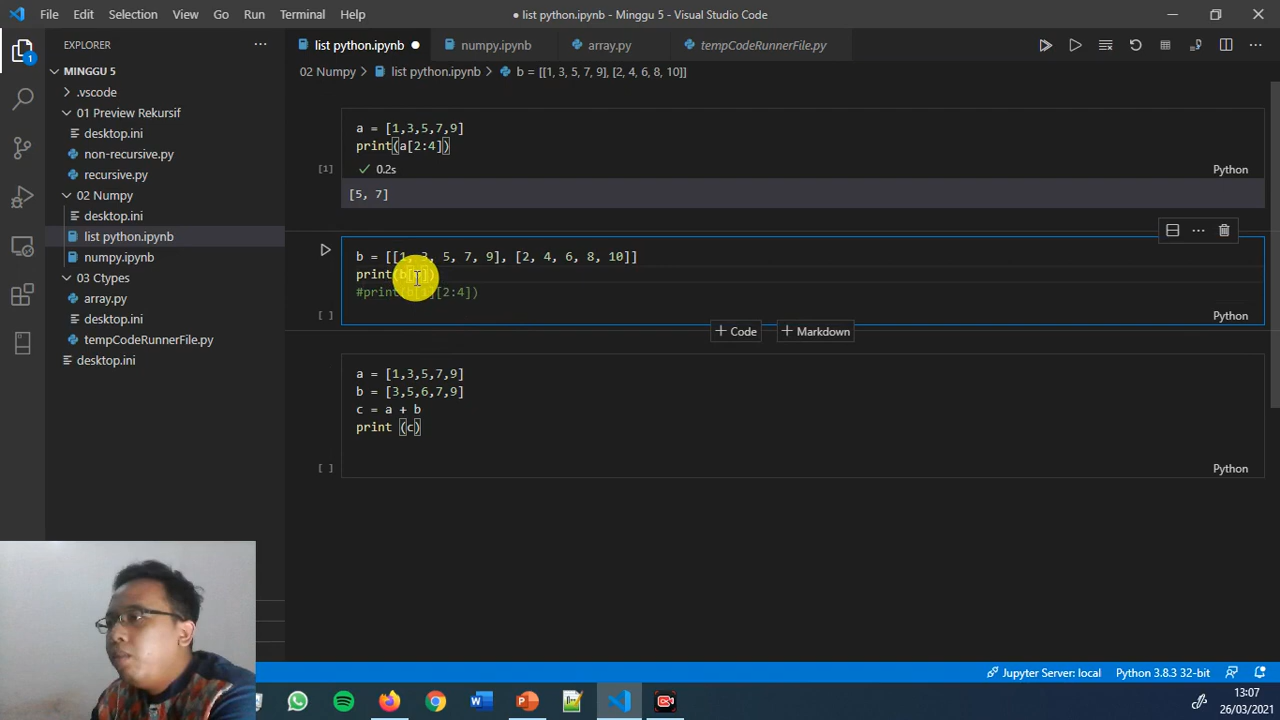 File Edit Selection View Go Run Terminal Help
● list python.ipynb - Minggu 5 - Visual Studio Code
EXPLORER
list python.ipynb
numpy.ipynb
array.py
tempCodeRunnerFile.py
1
MINGGU 5
.vscode
01 Preview Rekursif
desktop.ini
non-recursive.py
recursive.py
02 Numpy
desktop.ini
list python.ipynb
numpy.ipynb
03 Ctypes
array.py
desktop.ini
tempCodeRunnerFile.py
desktop.ini
02 Numpy > list python.ipynb > b = [[1, 3, 5, 7, 9], [2, 4, 6, 8, 10]]
a = [1,3,5,7,9]
print(a[2:4])
[1]
0.2s
Python
[5, 7]
b = [[1, 3, 5, 7, 9], [2, 4, 6, 8, 10]]
print(b[])
#print(b[1][2:4])
[ ]
Python
+ Code
+ Markdown
a = [1,3,5,7,9]
b = [3,5,6,7,9]
c = a + b
print (c)
[ ]
Python
Jupyter Server: local
Python 3.8.3 32-bit
13:07
26/03/2021